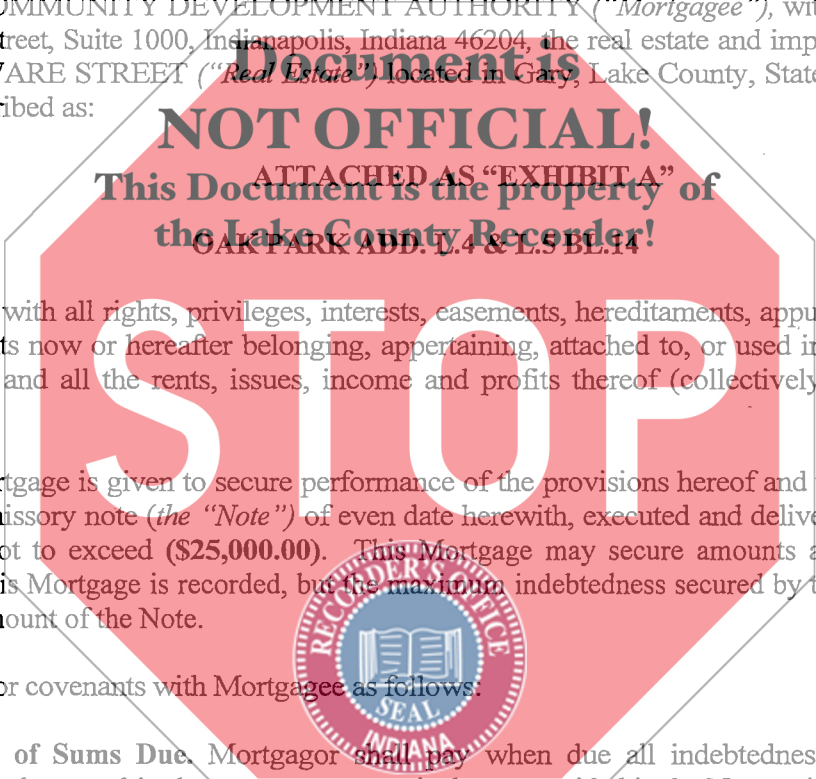 OMMUNITY DEVELOPMENT AUTHORITY ("Mortgagee"), wit
treet, Suite 1000, Indianapolis, Indiana 46204, the real estate and imp
ARE STREET ("Real Estate") located in Gary, Lake County, State
ribed as:
Document is
NOT OFFICIAL!
This Document is the property of
the Lake County Recorder!
ATTACHED AS "EXHIBIT A"
OAK PARK ADD. L.4 & L.5 BL.14
with all rights, privileges, interests, easements, hereditaments, appu
ts now or hereafter belonging, appertaining, attached to, or used in
and all the rents, issues, income and profits thereof (collectively
STOP
rtgage is given to secure performance of the provisions hereof and
issory note (the "Note") of even date herewith, executed and delive
ot to exceed ($25,000.00). This Mortgage may secure amounts a
is Mortgage is recorded, but the maximum indebtedness secured by t
ount of the Note.
RECORDER'S OFFICE
SEAL
INDIANA
or covenants with Mortgagee as follows:
of Sums Due. Mortgagor shall pay when due all indebtednes